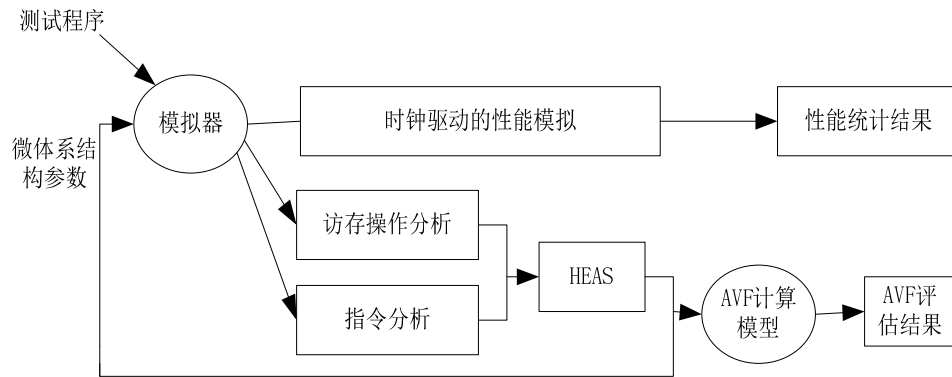 测试程序
模拟器
时钟驱动的性能模拟
性能统计结果
微体系结
构参数
访存操作分析
HEAS
指令分析
AVF计算
模型
AVF评
估结果